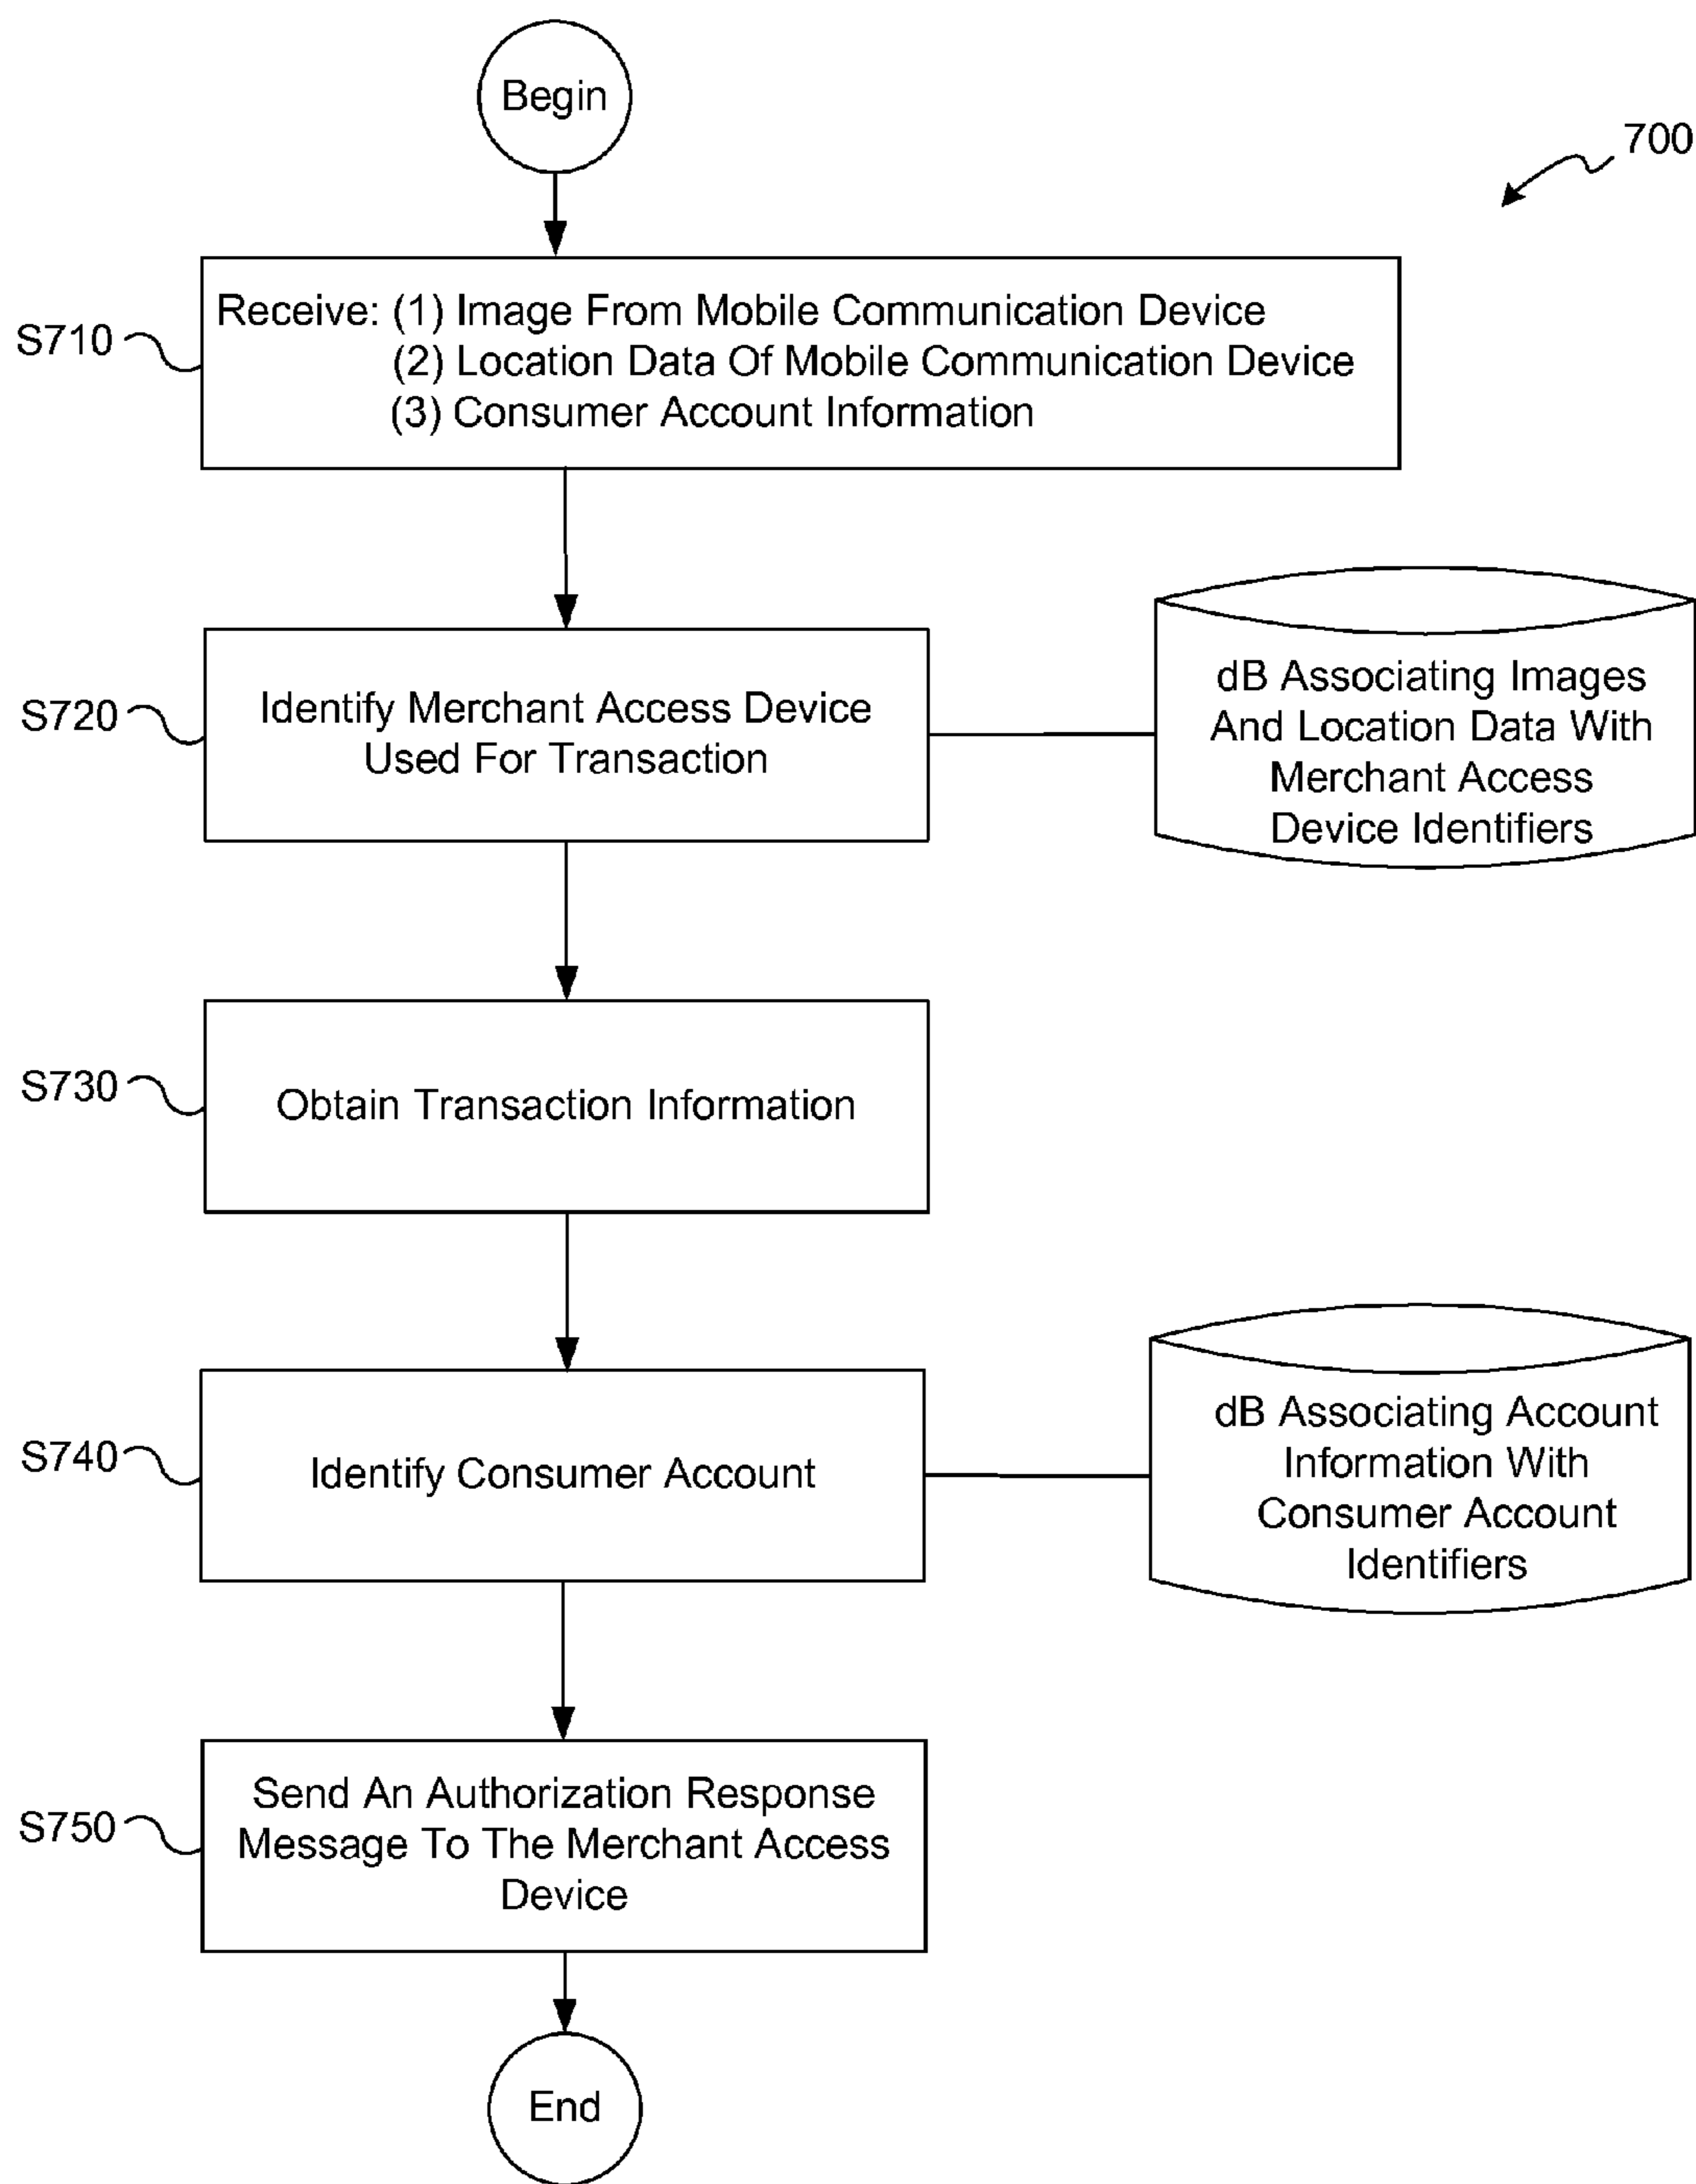 Begin
700
S710
Receive: (1) Image From Mobile Communication Device
(2) Location Data Of Mobile Communication Device
(3) Consumer Account Information
S720
Identify Merchant Access Device
Used For Transaction
dB Associating Images
And Location Data With
Merchant Access
Device Identifiers
S730
Obtain Transaction Information
S740
Identify Consumer Account
dB Associating Account
Information With
Consumer Account
Identifiers
S750
Send An Authorization Response
Message To The Merchant Access
Device
End